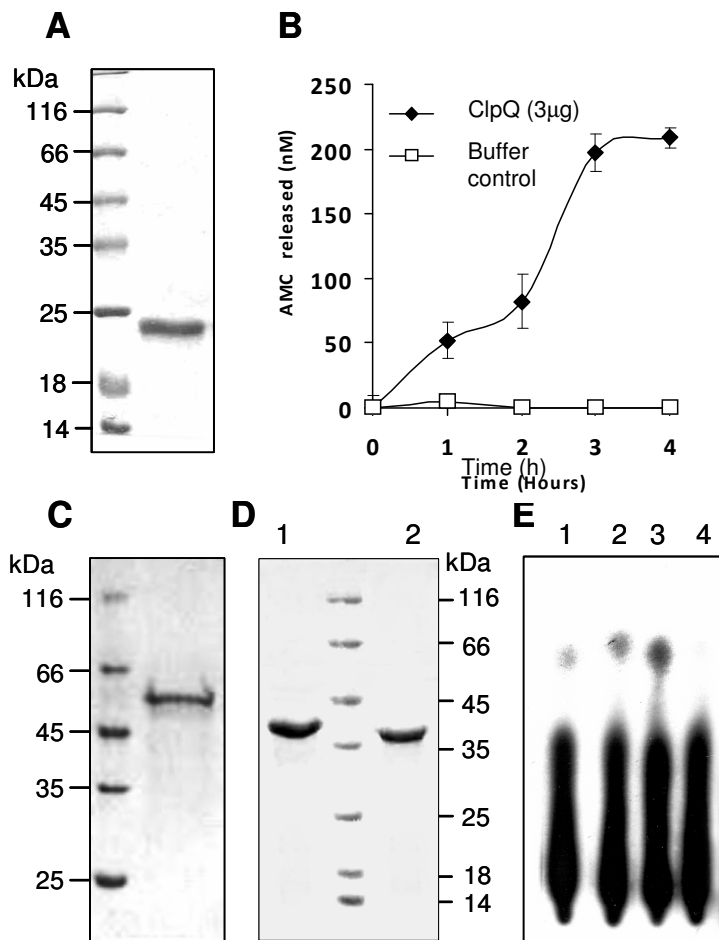 A
kDa
116
66
45
35
25
18
14
B
AMC released (nM)
250
200
150
100
50
0
ClpQ (3µg)
Buffer
control
0 1 2 3 4
Time (h)
Time (Hours)
C
kDa
116
66
45
35
25
D
1 2
kDa
116
66
45
35
25
18
14
E
1 2 3 4